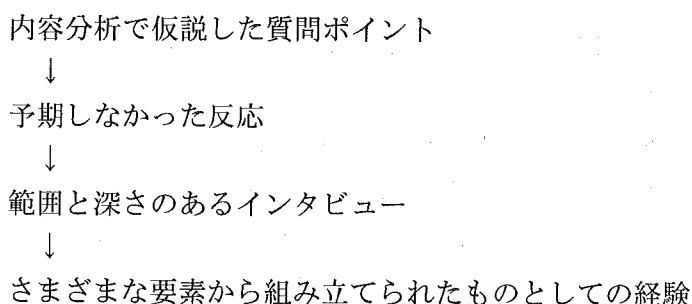 内容分析で仮説した質問ポイント
↓
予期しなかった反応
↓
範囲と深さのあるインタビュー
↓
さまざまな要素から組み立てられたものとしての経験